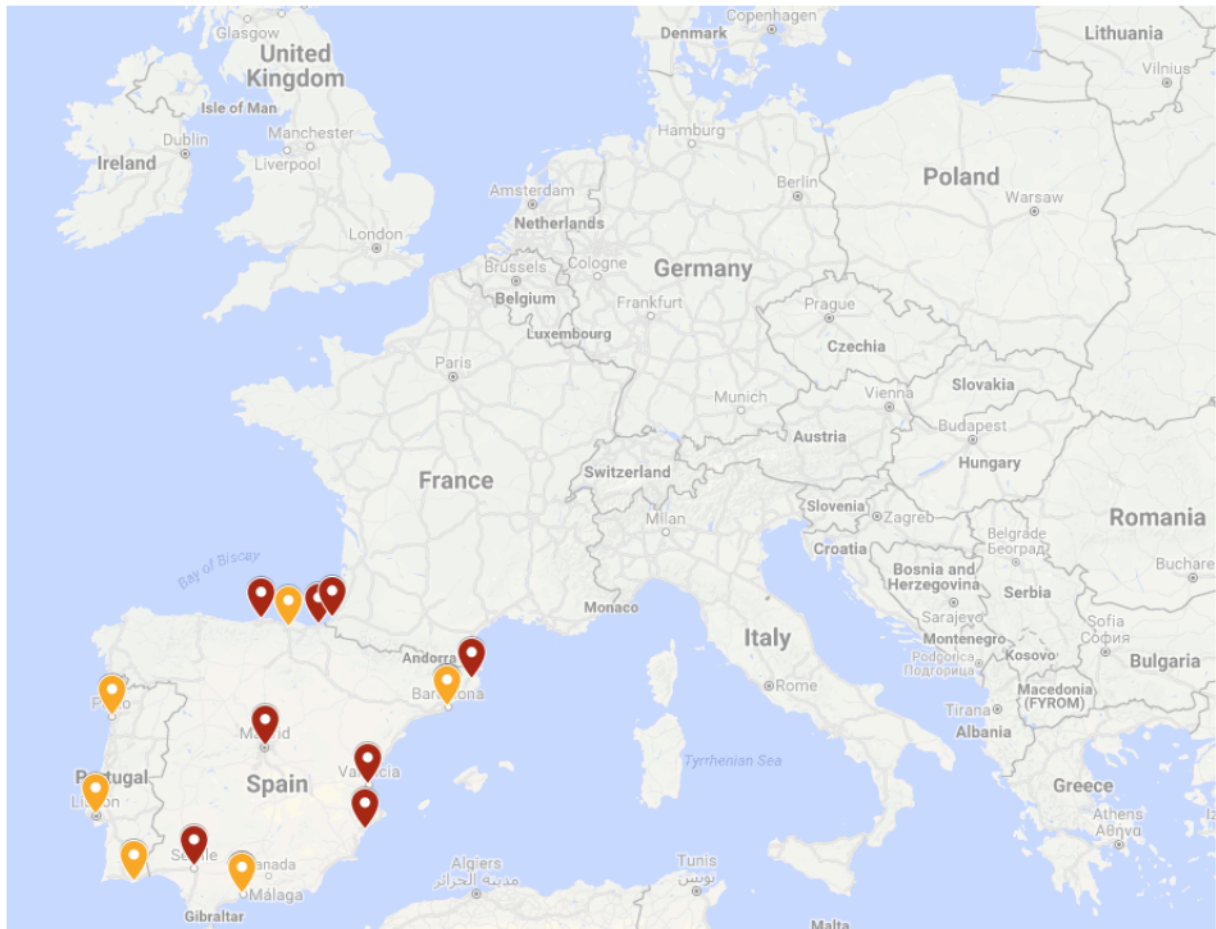 Glasgow
Copenhagen
Denmark
Lithuania
United
Kingdom
Vilnius
Isle of Man
Dublin
Manchester
Hamburg
Ireland
Liverpool
Berlin
Poland
Amsterdam
Warsaw
Netherlands
London
Brussels
Cologne
Germany
Belgium
Frankfurt
Prague
Luxembourg
Czechia
Paris
Slovakia
Munich
Vienna
Budapest
Austria
Hungary
France
Switzerland
Slovenia
Milan
Zagreb
Romania
Belgrade
Београд
Croatia
Bay of Biscay
Bosnia and
Herzegovina
Buchare
Serbia
Monaco
Sarajevo
Italy
Sofia
София
Montenegro
Andorra
Podgorica
Подгорица
Kosovo
Bulgaria
Rome
Macedonia
(FYROM)
Tirana
Albania
Tyrrhenian Sea
Spain
Greece
Athens
Αθήνα
Algiers
مدينة الجزائر
Tunis
تونس
Málaga
Gibraltar
Malta